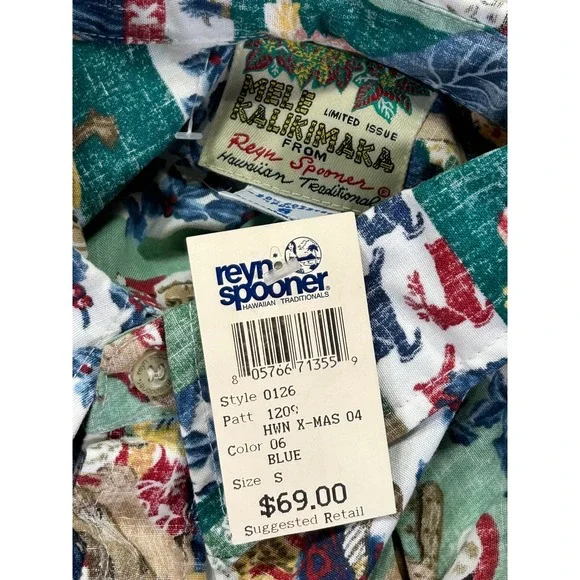 MELE
KALIKIMAKA
LIMITED ISSUE
FROM
Reyn Spooner®
Hawaiian Traditional
reyn
spooner®
HAWAIIAN TRADITIONALS
8 05766 71355 9
Style 0126
Patt 1209
HWN X-MAS 04
Color 06
BLUE
Size S
$69.00
Suggested Retail